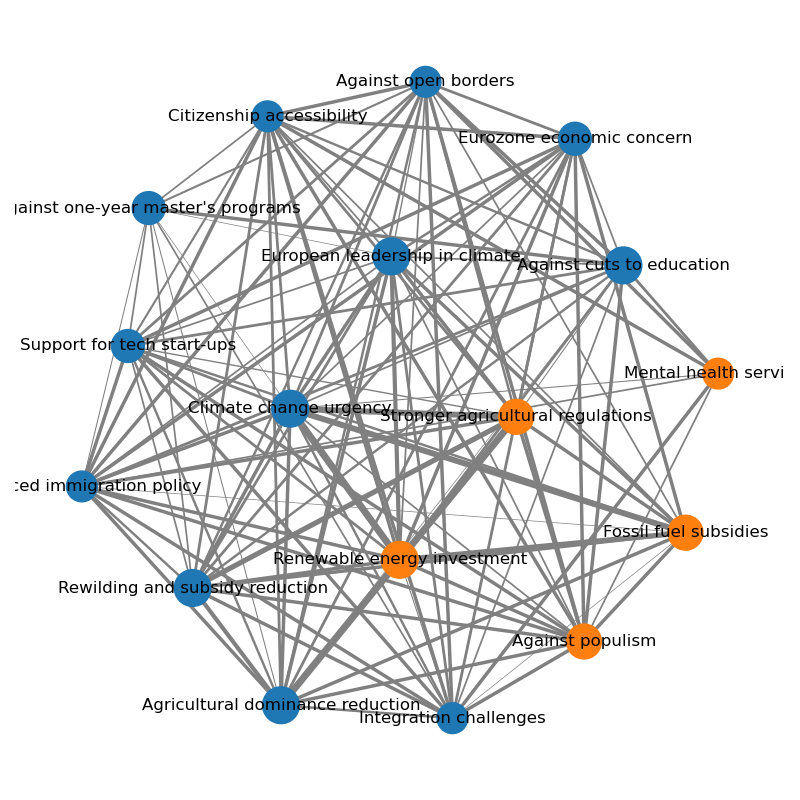 Against open borders
Citizenship accessibility
Eurozone economic concern
gainst one-year master's programs
European leadership in climate
Against cuts to education
Support for tech start-ups
Mental health servi
Climate change urgency
Stronger agricultural regulations
ced immigration policy
Fossil fuel subsidies
Renewable energy investment
Rewilding and subsidy reduction
Against populism
Agricultural dominance reduction
Integration challenges